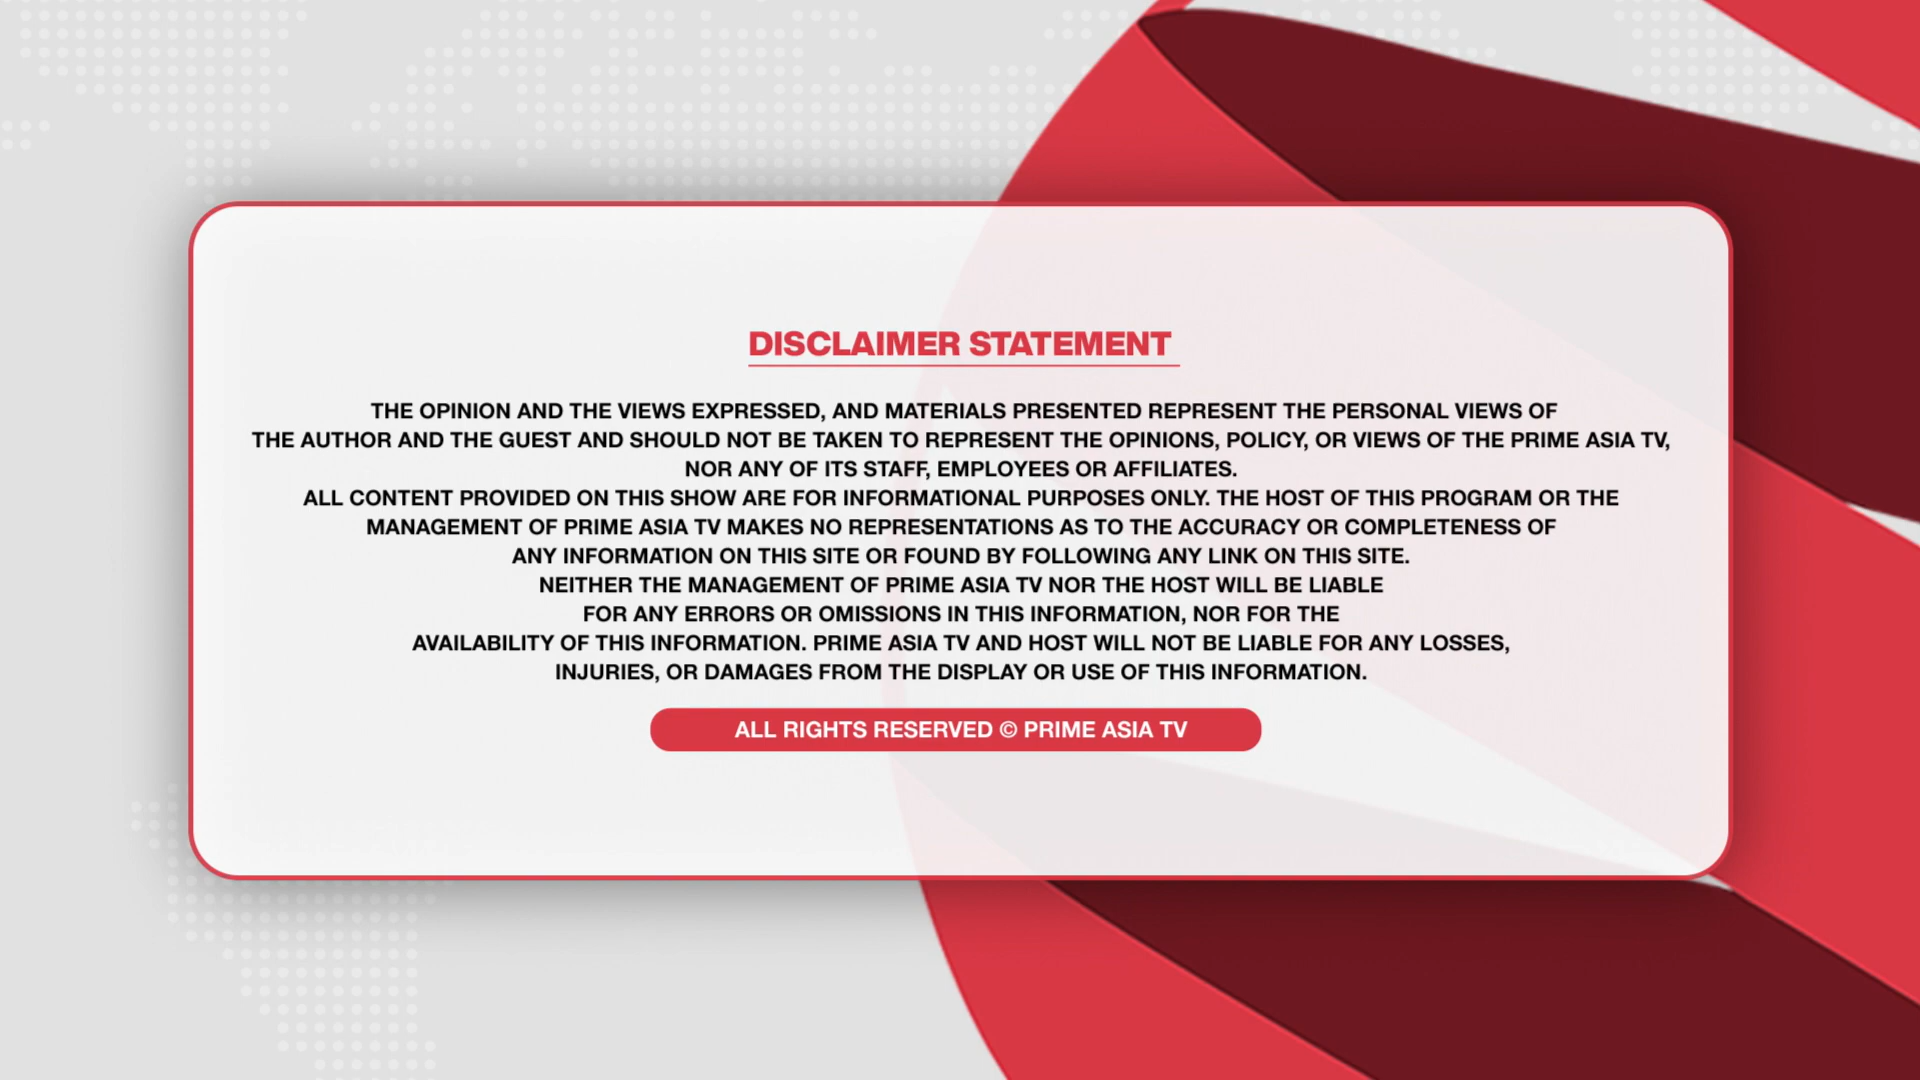 DISCLAIMER STATEMENT
THE OPINION AND THE VIEWS EXPRESSED, AND MATERIALS PRESENTED REPRESENT THE PERSONAL VIEWS OF
THE AUTHOR AND THE GUEST AND SHOULD NOT BE TAKEN TO REPRESENT THE OPINIONS, POLICY, OR VIEWS OF THE PRIME ASIA TV,
NOR ANY OF ITS STAFF, EMPLOYEES OR AFFILIATES.
ALL CONTENT PROVIDED ON THIS SHOW ARE FOR INFORMATIONAL PURPOSES ONLY. THE HOST OF THIS PROGRAM OR THE
MANAGEMENT OF PRIME ASIA TV MAKES NO REPRESENTATIONS AS TO THE ACCURACY OR COMPLETENESS OF
ANY INFORMATION ON THIS SITE OR FOUND BY FOLLOWING ANY LINK ON THIS SITE.
NEITHER THE MANAGEMENT OF PRIME ASIA TV NOR THE HOST WILL BE LIABLE
FOR ANY ERRORS OR OMISSIONS IN THIS INFORMATION, NOR FOR THE
AVAILABILITY OF THIS INFORMATION. PRIME ASIA TV AND HOST WILL NOT BE LIABLE FOR ANY LOSSES,
INJURIES, OR DAMAGES FROM THE DISPLAY OR USE OF THIS INFORMATION.
ALL RIGHTS RESERVED © PRIME ASIA TV